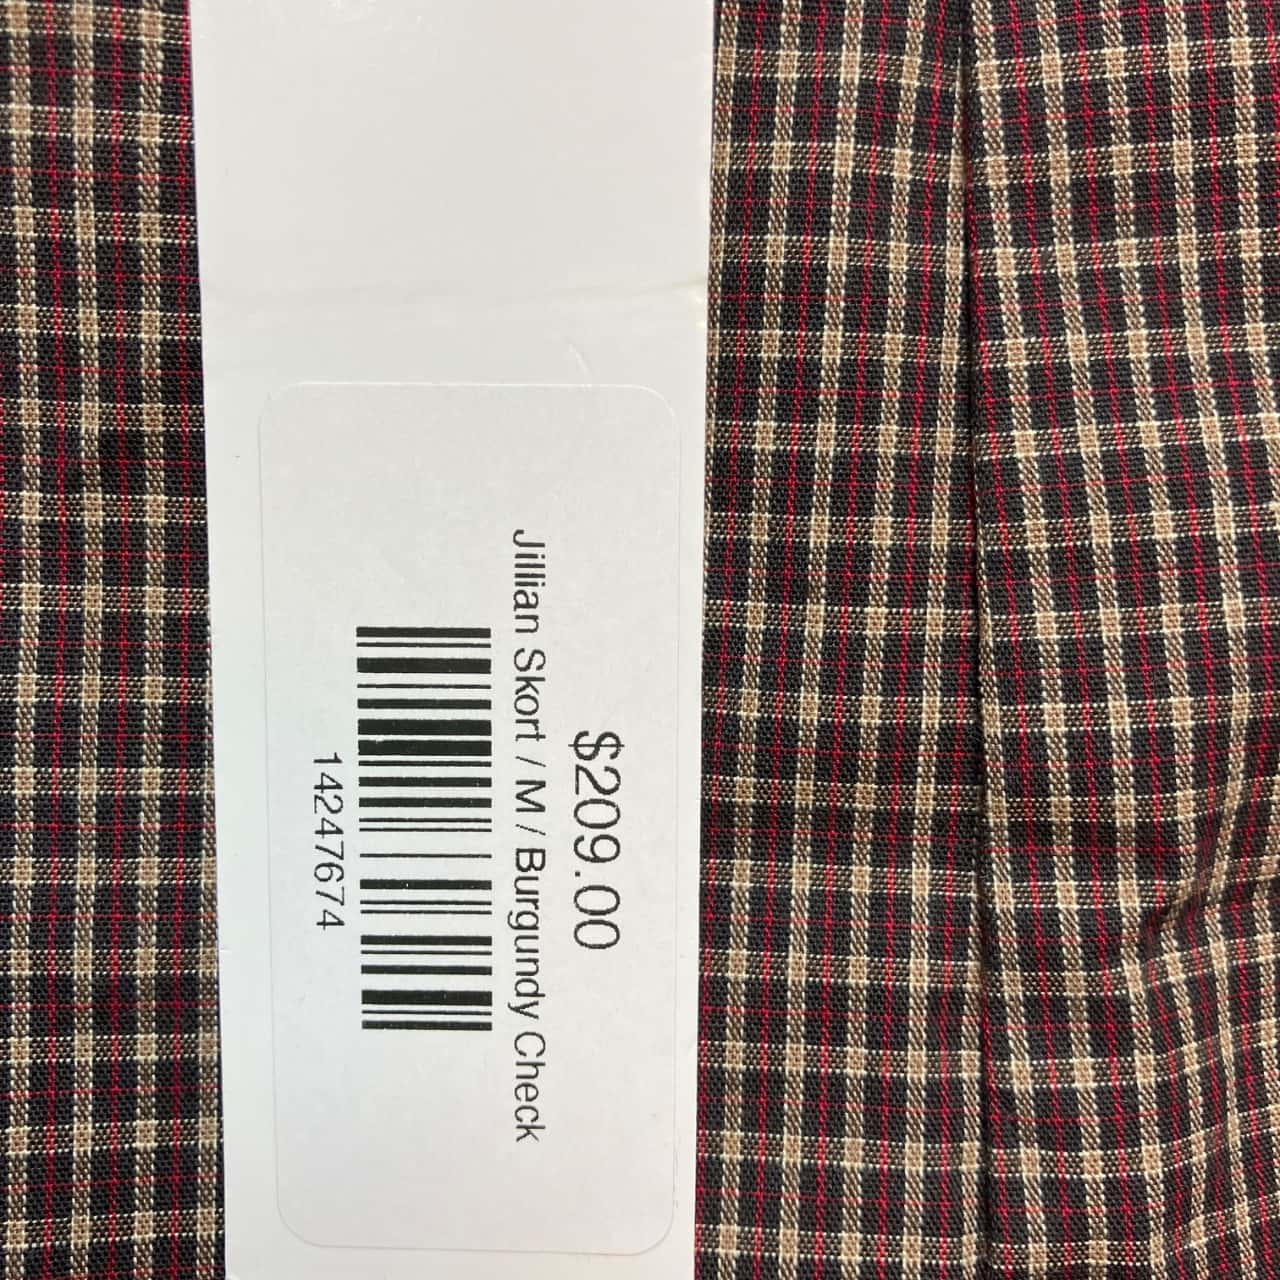 $209.00
Jillian Skort / M / Burgundy Check
14247674